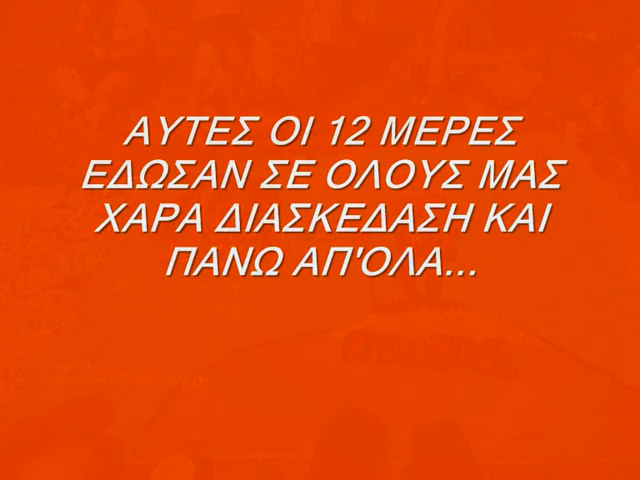 ΑΥΤΕΣ ΟΙ 12 ΜΕΡΕΣ
ΕΔΩΣΑΝ ΣΕ ΟΛΟΥΣ ΜΑΣ
ΧΑΡΑ ΔΙΑΣΚΕΔΑΣΗ ΚΑΙ
ΠΑΝΩ ΑΠ'ΟΛΑ...